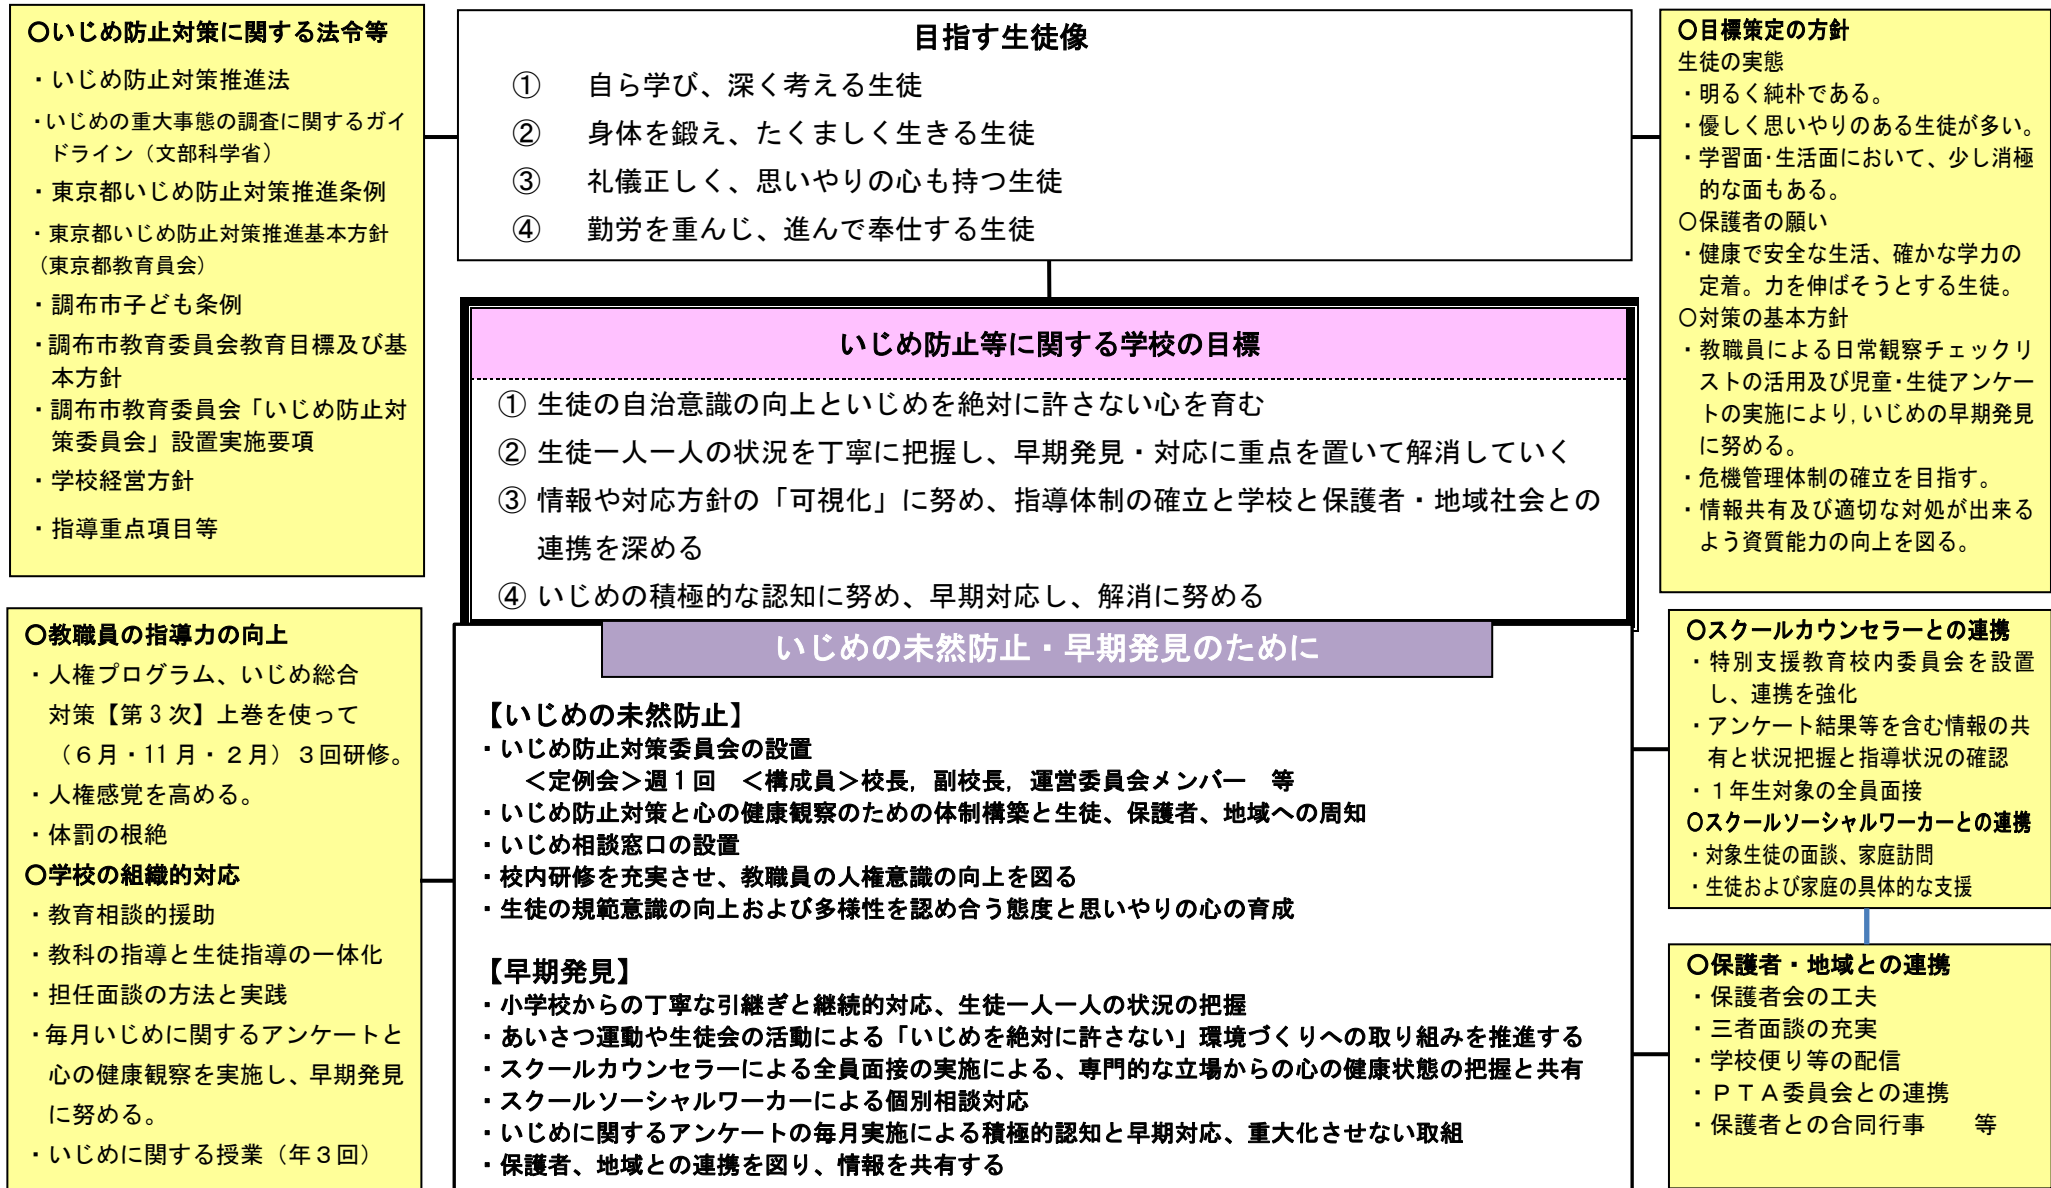 〇いじめ防止対策に関する法令等
・いじめ防止対策推進法
・いじめの重大事態の調査に関するガイ
ドライン（文部科学省）
・東京都いじめ防止対策推進条例
・東京都いじめ防止対策推進基本方針
（東京都教育員会）
・調布市子ども条例
・調布市教育委員会教育目標及び基
本方針
・調布市教育委員会「いじめ防止対
策委員会」設置実施要項
・学校経営方針
・指導重点項目等
目指す生徒像
① 自ら学び、深く考える生徒
② 身体を鍛え、たくましく生きる生徒
③ 礼儀正しく、思いやりの心も持つ生徒
④ 勤労を重んじ、進んで奉仕する生徒
〇目標策定の方針
生徒の実態
・明るく純朴である。
・優しく思いやりのある生徒が多い。
・学習面・生活面において、少し消極
的な面もある。
〇保護者の願い
・健康で安全な生活、確かな学力の
定着。力を伸ばそうとする生徒。
〇対策の基本方針
・教職員による日常観察チェックリ
ストの活用及び児童・生徒アンケー
トの実施により,いじめの早期発見
に努める。
・危機管理体制の確立を目指す。
・情報共有及び適切な対処が出来る
よう資質能力の向上を図る。
いじめ防止等に関する学校の目標
① 生徒の自治意識の向上といじめを絶対に許さない心を育む
② 生徒一人一人の状況を丁寧に把握し、早期発見・対応に重点を置いて解消していく
③ 情報や対応方針の「可視化」に努め、指導体制の確立と学校と保護者・地域社会との
連携を深める
④ いじめの積極的な認知に努め、早期対応し、解消に努める
〇教職員の指導力の向上
・人権プログラム、いじめ総合
対策【第3次】上巻を使って
（６月・11月・２月）３回研修。
・人権感覚を高める。
・体罰の根絶
〇学校の組織的対応
・教育相談的援助
・教科の指導と生徒指導の一体化
・担任面談の方法と実践
・毎月いじめに関するアンケートと
心の健康観察を実施し、早期発見
に努める。
・いじめに関する授業（年３回）
いじめの未然防止・早期発見のために
【いじめの未然防止】
・いじめ防止対策委員会の設置
＜定例会＞週1回 ＜構成員＞校長, 副校長, 運営委員会メンバー 等
・いじめ防止対策と心の健康観察のための体制構築と生徒、保護者、地域への周知
・いじめ相談窓口の設置
・校内研修を充実させ、教職員の人権意識の向上を図る
・生徒の規範意識の向上および多様性を認め合う態度と思いやりの心の育成
【早期発見】
・小学校からの丁寧な引継ぎと継続的対応、生徒一人一人の状況の把握
・あいさつ運動や生徒会の活動による「いじめを絶対に許さない」環境づくりへの取り組みを推進する
・スクールカウンセラーによる全員面接の実施による、専門的な立場からの心の健康状態の把握と共有
・スクールソーシャルワーカーによる個別相談対応
・いじめに関するアンケートの毎月実施による積極的認知と早期対応、重大化させない取組
・保護者、地域との連携を図り、情報を共有する
〇スクールカウンセラーとの連携
・特別支援教育校内委員会を設置
し、連携を強化
・アンケート結果等を含む情報の共
有と状況把握と指導状況の確認
・１年生対象の全員面接
〇スクールソーシャルワーカーとの連携
・対象生徒の面談、家庭訪問
・生徒および家庭の具体的な支援
〇保護者・地域との連携
・保護者会の工夫
・三者面談の充実
・学校便り等の配信
・ＰＴＡ委員会との連携
・保護者との合同行事 等